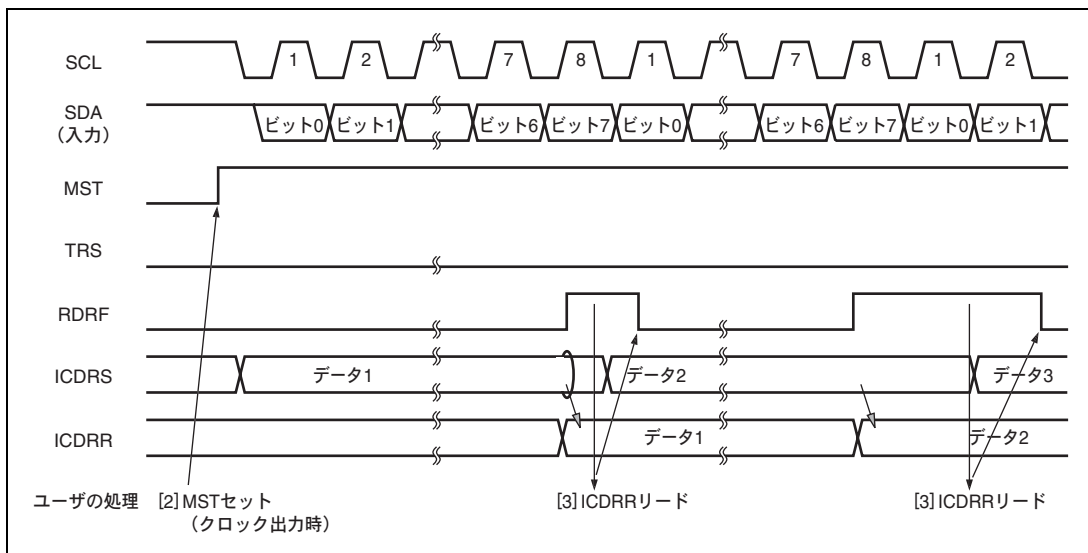 SCL 1 2 7 8 1 7 8 1 2
SDA
（入力） ビット0 ビット1 ビット6 ビット7 ビット0 ビット6 ビット7 ビット0 ビット1
MST
TRS
RDRF
ICDRS データ1 データ2 データ3
ICDRR データ1 データ2
ユーザの処理 [2] MSTセット [3] ICDRRリード [3] ICDRRリード
（クロック出力時）